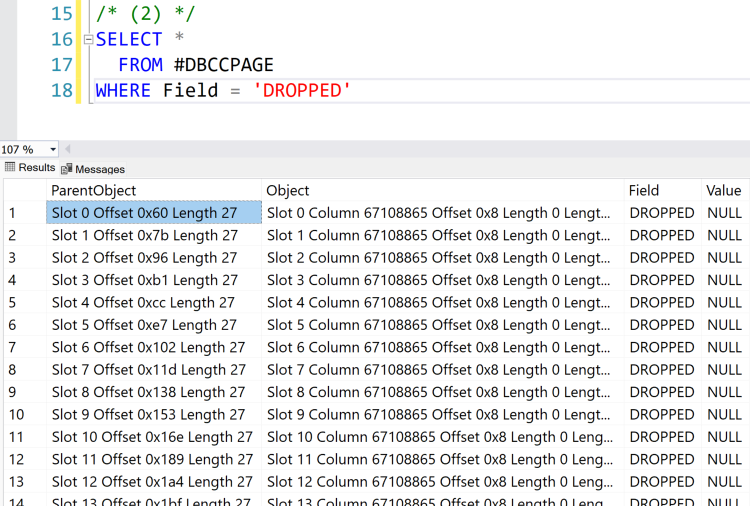 15 /* (2) */
16 SELECT *
17 FROM #DBCCPAGE
18 WHERE Field = 'DROPPED'
107 %
Results Messages
ParentObject Object Field Value
1 Slot 0 Offset 0x60 Length 27 Slot 0 Column 67108865 Offset 0x8 Length 0 Lengt... DROPPED NULL
2 Slot 1 Offset 0x7b Length 27 Slot 1 Column 67108865 Offset 0x8 Length 0 Lengt... DROPPED NULL
3 Slot 2 Offset 0x96 Length 27 Slot 2 Column 67108865 Offset 0x8 Length 0 Lengt... DROPPED NULL
4 Slot 3 Offset 0xb1 Length 27 Slot 3 Column 67108865 Offset 0x8 Length 0 Lengt... DROPPED NULL
5 Slot 4 Offset 0xcc Length 27 Slot 4 Column 67108865 Offset 0x8 Length 0 Lengt... DROPPED NULL
6 Slot 5 Offset 0xe7 Length 27 Slot 5 Column 67108865 Offset 0x8 Length 0 Lengt... DROPPED NULL
7 Slot 6 Offset 0x102 Length 27 Slot 6 Column 67108865 Offset 0x8 Length 0 Lengt... DROPPED NULL
8 Slot 7 Offset 0x11d Length 27 Slot 7 Column 67108865 Offset 0x8 Length 0 Lengt... DROPPED NULL
9 Slot 8 Offset 0x138 Length 27 Slot 8 Column 67108865 Offset 0x8 Length 0 Lengt... DROPPED NULL
10 Slot 9 Offset 0x153 Length 27 Slot 9 Column 67108865 Offset 0x8 Length 0 Lengt... DROPPED NULL
11 Slot 10 Offset 0x16e Length 27 Slot 10 Column 67108865 Offset 0x8 Length 0 Leng... DROPPED NULL
12 Slot 11 Offset 0x189 Length 27 Slot 11 Column 67108865 Offset 0x8 Length 0 Leng... DROPPED NULL
13 Slot 12 Offset 0x1a4 Length 27 Slot 12 Column 67108865 Offset 0x8 Length 0 Leng... DROPPED NULL
14 Slot 13 Offset 0x1bf Length 27 Slot 13 Column 67108865 Offset 0x8 Length 0 Leng... DROPPED NULL